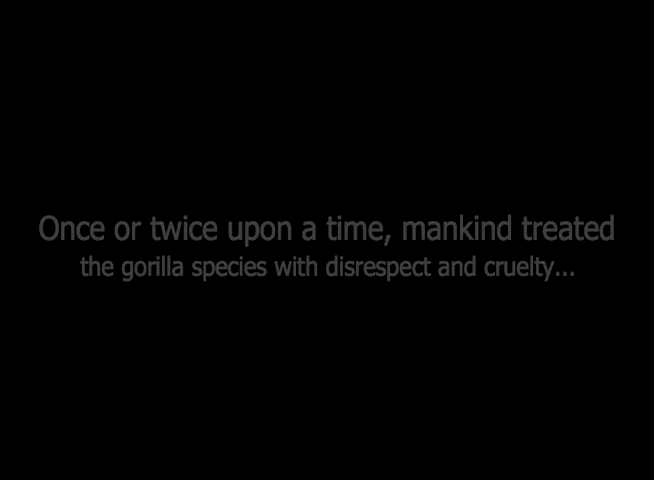 Once or twice upon a time, mankind treated
the gorilla species with disrespect and cruelty...